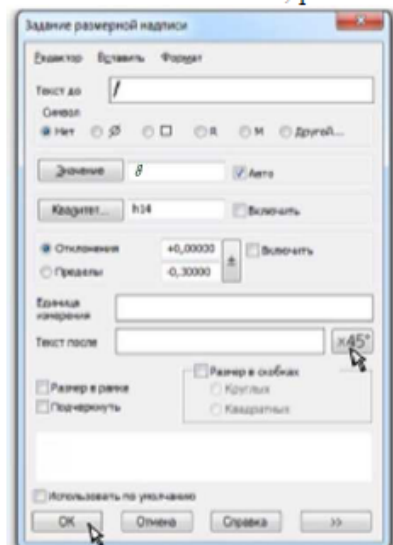 Задание размерной надписи
Редактор Вставить Формат
Текст до
Символ
Нет Ø □ R M Другой...
Значение 8 Авто
Квалитет... h14 Включить
Отклонения +0,00000 ± Включить
Пределы -0,30000
Единица
измерения
Текст после ×45°
Размер в скобках
Размер в рамке Круглых
Подчеркнуть Квадратных
Использовать по умолчанию
OK Отмена Справка >>